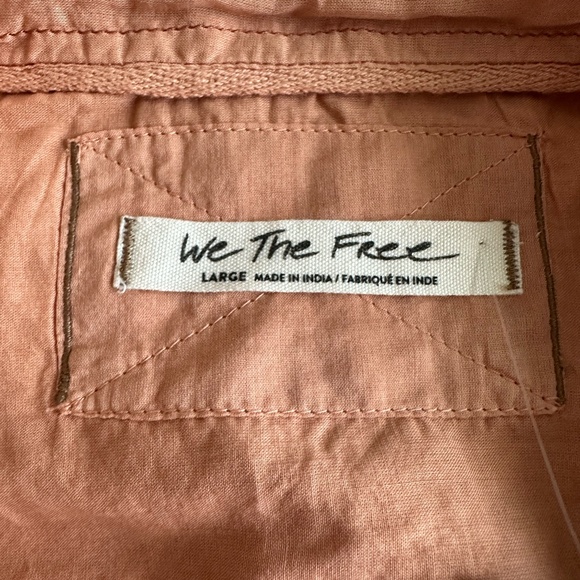 We The Free
LARGE MADE IN INDIA / FABRIQUÉ EN INDE